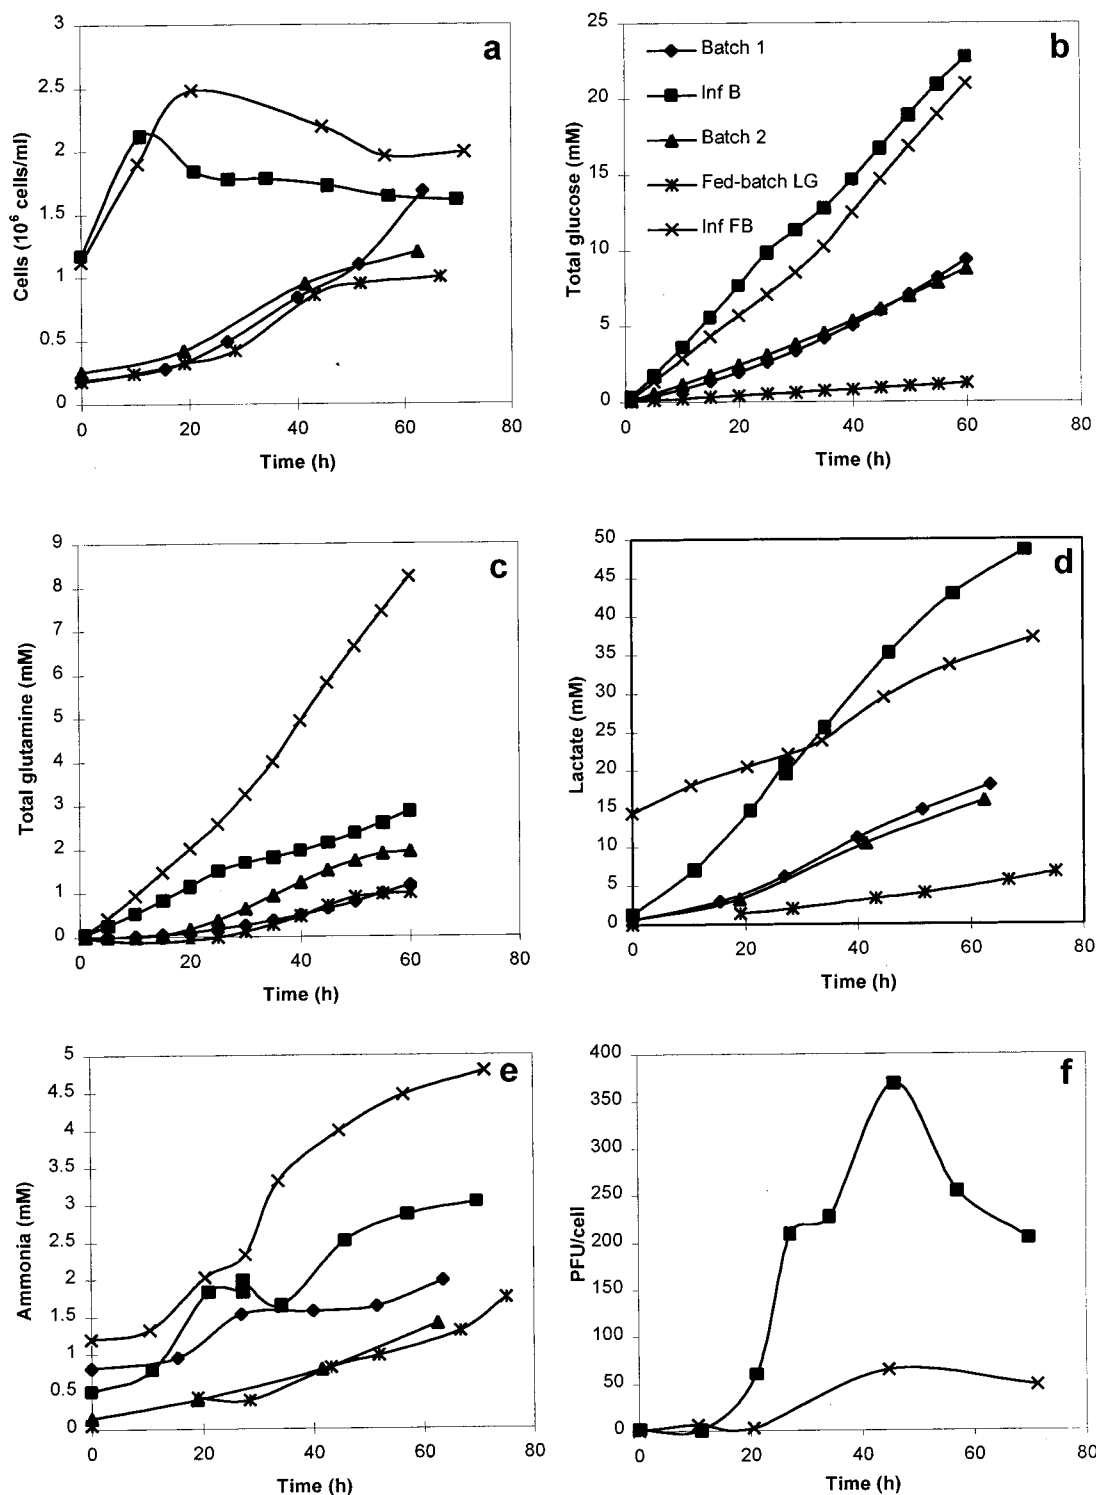 a
3
2.5
2
1.5
1
0.5
0
Cells (10⁶ cells/ml)
0 20 40 60 80
Time (h)
b
25
20
15
10
5
0
Total glucose (mM)
Batch 1
Inf B
Batch 2
Fed-batch LG
Inf FB
0 20 40 60 80
Time (h)
c
9
8
7
6
5
4
3
2
1
0
Total glutamine (mM)
0 20 40 60 80
Time (h)
d
50
45
40
35
30
25
20
15
10
5
0
Lactate (mM)
0 20 40 60 80
Time (h)
e
5
4.5
4
3.5
3
2.5
2
1.5
1
0.5
0
Ammonia (mM)
0 20 40 60 80
Time (h)
f
400
350
300
250
200
150
100
50
0
PFU/cell
0 20 40 60 80
Time (h)